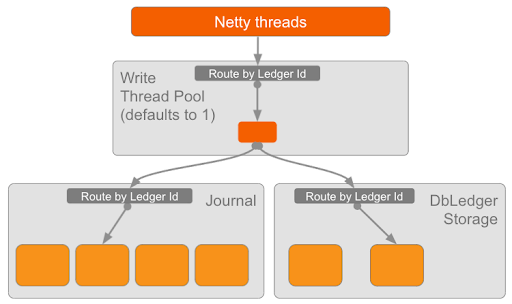 Netty threads
Route by Ledger Id
Write
Thread Pool
(defaults to 1)
Route by Ledger Id
Journal
Route by Ledger Id
DbLedger
Storage